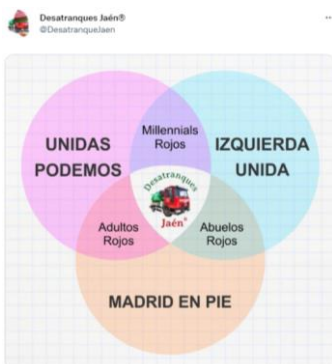 Desatranques Jaén®
@DesatranqueJaen
UNIDAS
PODEMOS
Millennials
Rojos
IZQUIERDA
UNIDA
Desatranques
Jaén®
Adultos
Rojos
Abuelos
Rojos
MADRID EN PIE